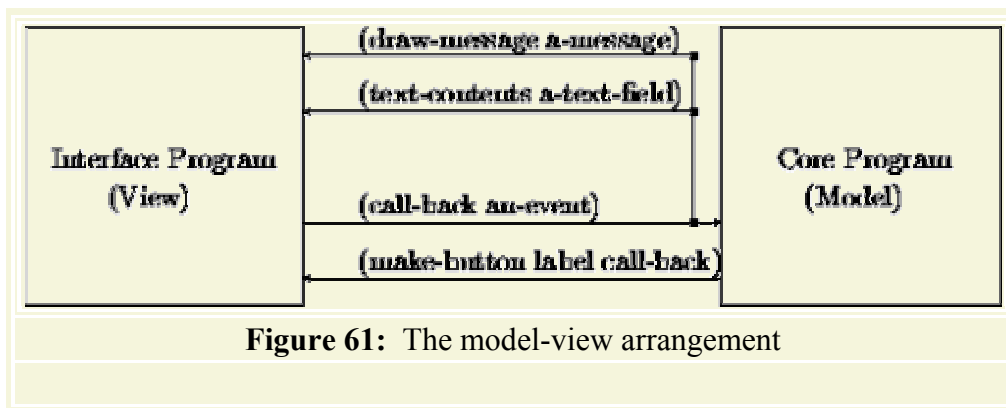 (draw-message a-message)
(text-contents a-text-field)
Interface Program
(View)
Core Program
(Model)
(call-back an-event)
(make-button label call-back)
Figure 61: The model-view arrangement